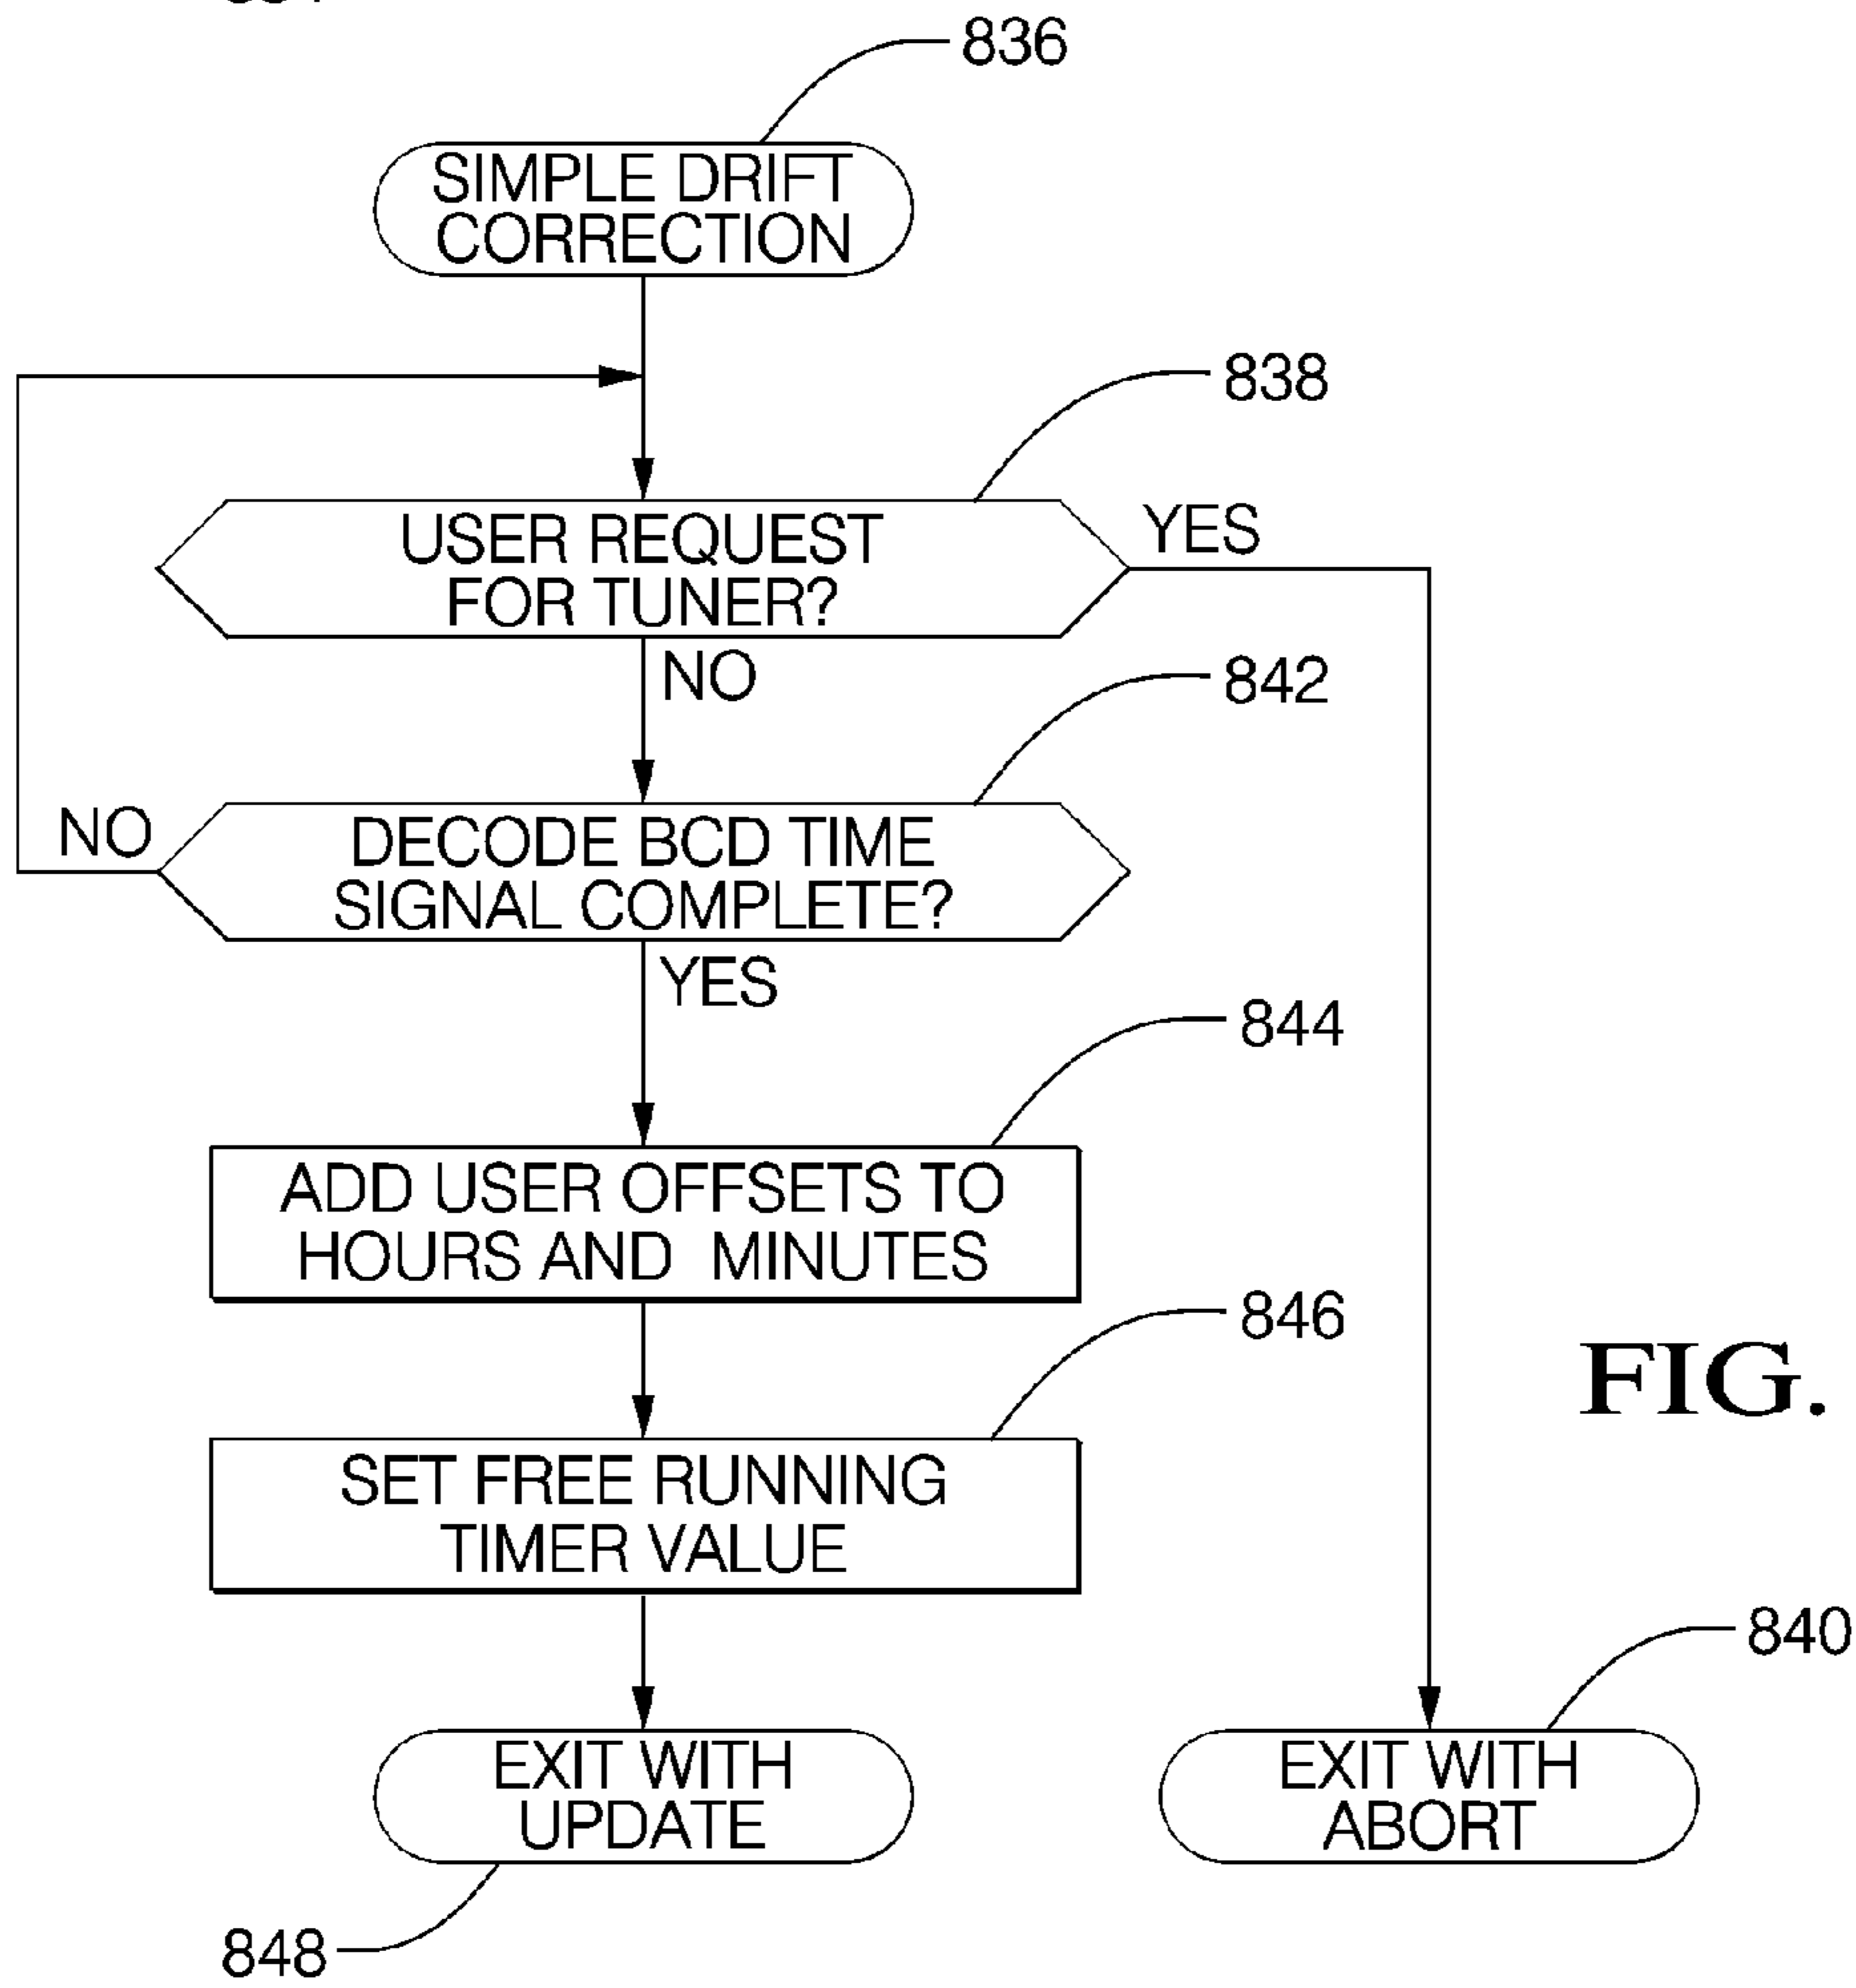 836
SIMPLE DRIFT
CORRECTION
838
USER REQUEST
FOR TUNER?
YES
NO
842
DECODE BCD TIME
SIGNAL COMPLETE?
NO
YES
844
ADD USER OFFSETS TO
HOURS AND MINUTES
846
SET FREE RUNNING
TIMER VALUE
FIG.
840
EXIT WITH
UPDATE
EXIT WITH
ABORT
848